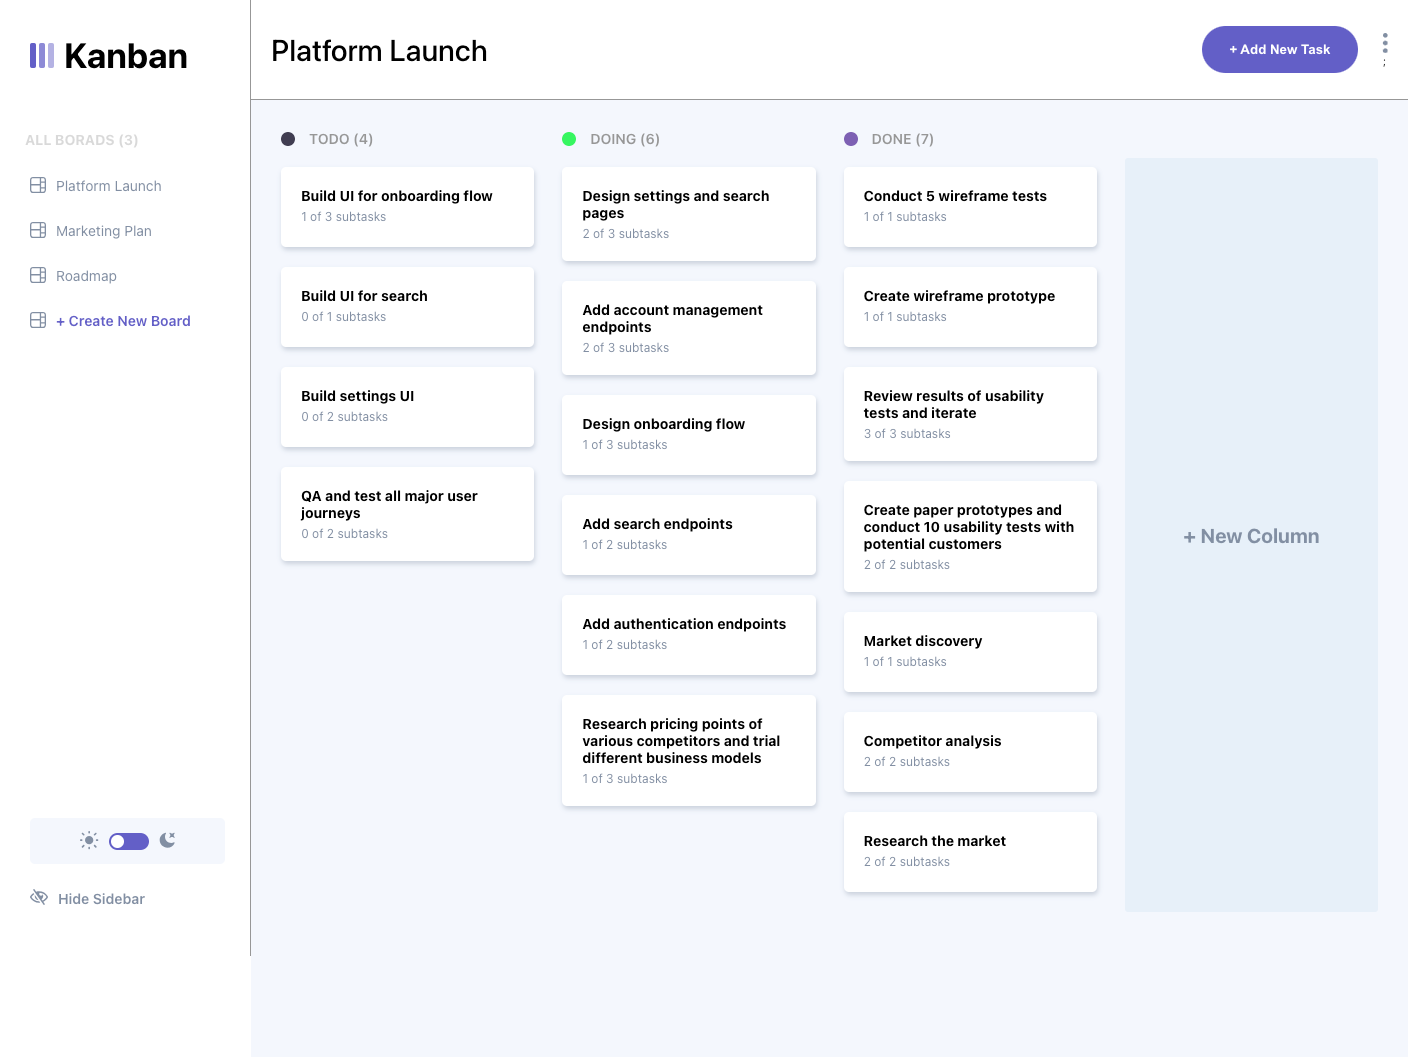 Kanban
Platform Launch
+ Add New Task
;
ALL BORADS (3)
Platform Launch
Marketing Plan
Roadmap
+ Create New Board
Hide Sidebar
TODO (4)
Build UI for onboarding flow
1 of 3 subtasks
Build UI for search
0 of 1 subtasks
Build settings UI
0 of 2 subtasks
QA and test all major user
journeys
0 of 2 subtasks
DOING (6)
Design settings and search
pages
2 of 3 subtasks
Add account management
endpoints
2 of 3 subtasks
Design onboarding flow
1 of 3 subtasks
Add search endpoints
1 of 2 subtasks
Add authentication endpoints
1 of 2 subtasks
Research pricing points of
various competitors and trial
different business models
1 of 3 subtasks
DONE (7)
Conduct 5 wireframe tests
1 of 1 subtasks
Create wireframe prototype
1 of 1 subtasks
Review results of usability
tests and iterate
3 of 3 subtasks
Create paper prototypes and
conduct 10 usability tests with
potential customers
2 of 2 subtasks
Market discovery
1 of 1 subtasks
Competitor analysis
2 of 2 subtasks
Research the market
2 of 2 subtasks
+ New Column